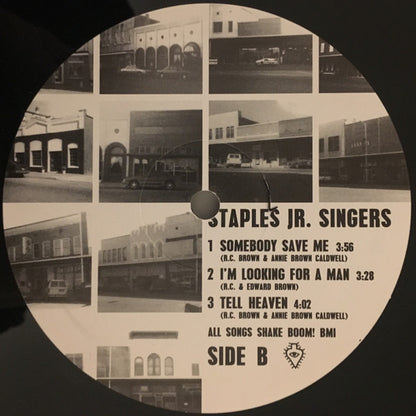 STAPLES JR. SINGERS
1 SOMEBODY SAVE ME 3:56
(R.C. BROWN & ANNIE BROWN CALDWELL)
2 I'M LOOKING FOR A MAN 3:28
(R.C. & EDWARD BROWN)
3 TELL HEAVEN 4:02
(R.C. BROWN & ANNIE BROWN CALDWELL)
ALL SONGS SHAKE BOOM! BMI
SIDE B